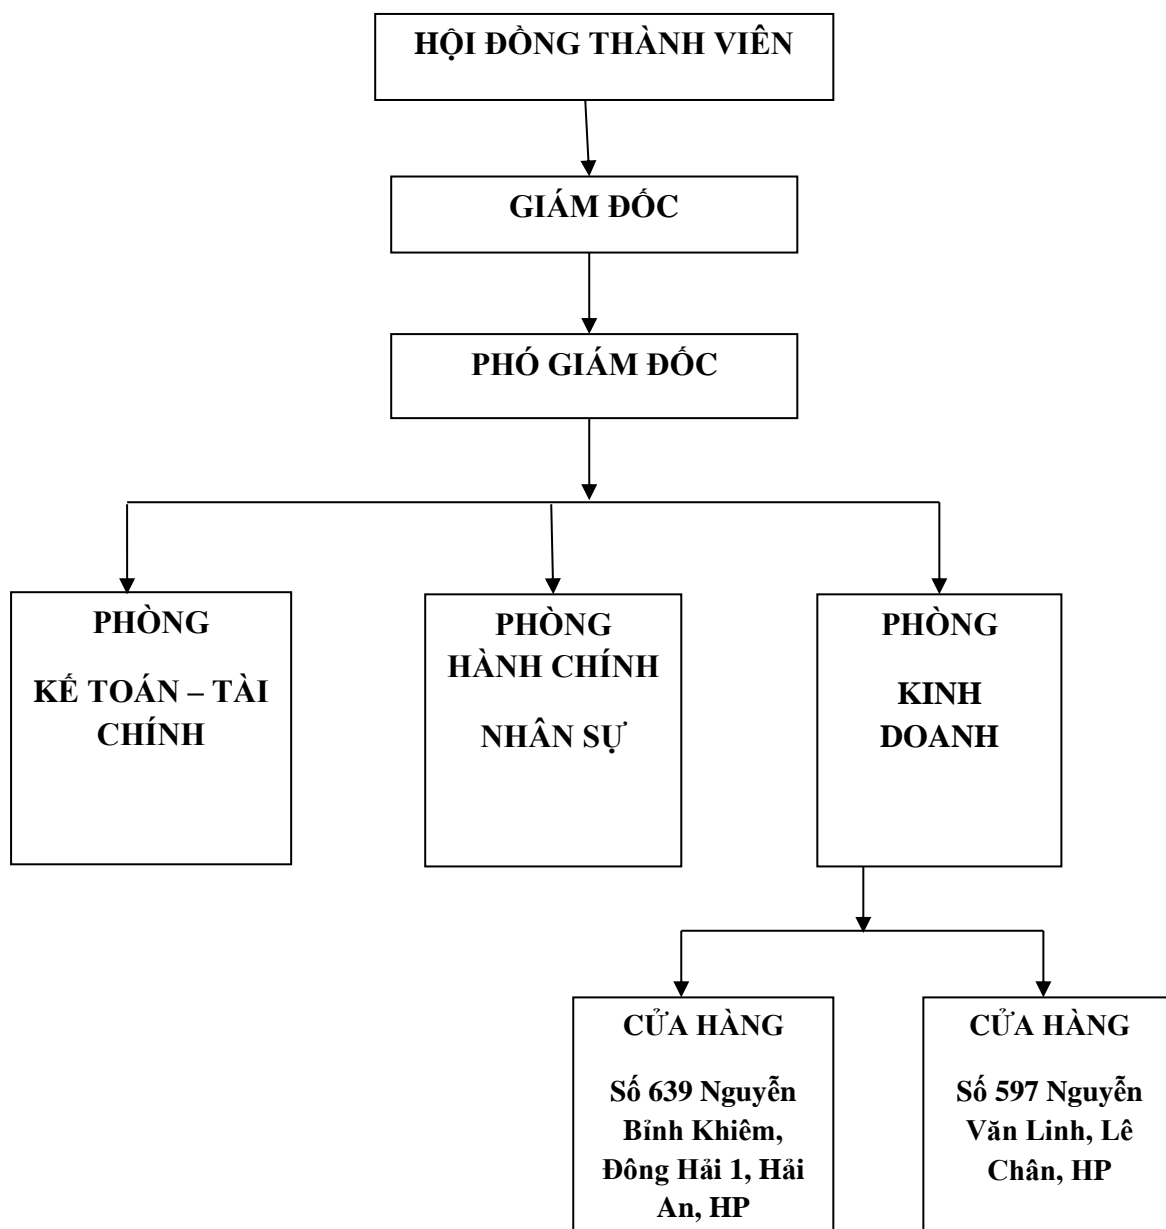 HỘI ĐỒNG THÀNH VIÊN
GIÁM ĐỐC
PHÓ GIÁM ĐỐC
PHÒNG
KẾ TOÁN – TÀI
CHÍNH
PHÒNG
HÀNH CHÍNH
NHÂN SỰ
PHÒNG
KINH
DOANH
CỬA HÀNG
Số 639 Nguyễn
Bỉnh Khiêm,
Đông Hải 1, Hải
An, HP
CỬA HÀNG
Số 597 Nguyễn
Văn Linh, Lê
Chân, HP